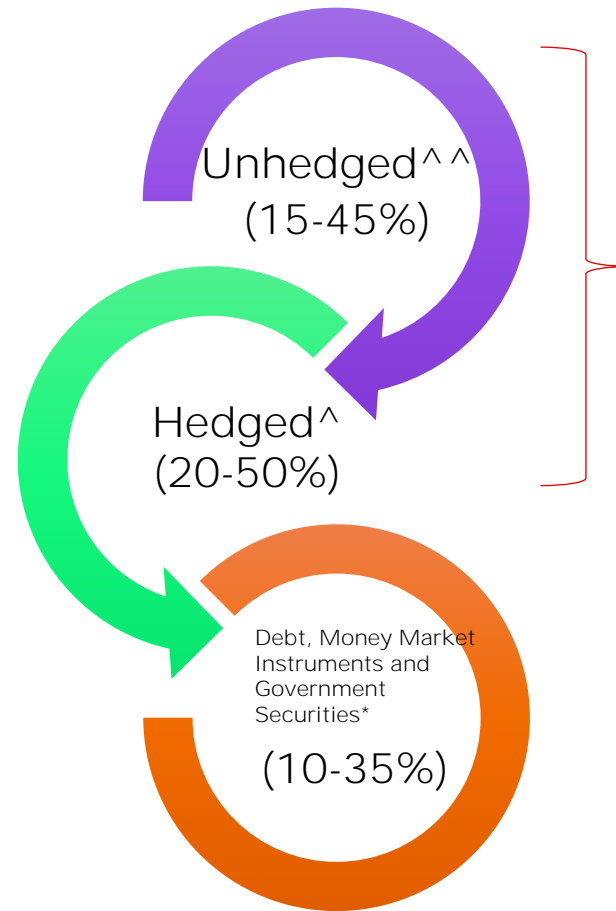 Unhedged^^
(15-45%)
Hedged^
(20-50%)
Debt, Money Market
Instruments and
Government
Securities*
(10-35%)